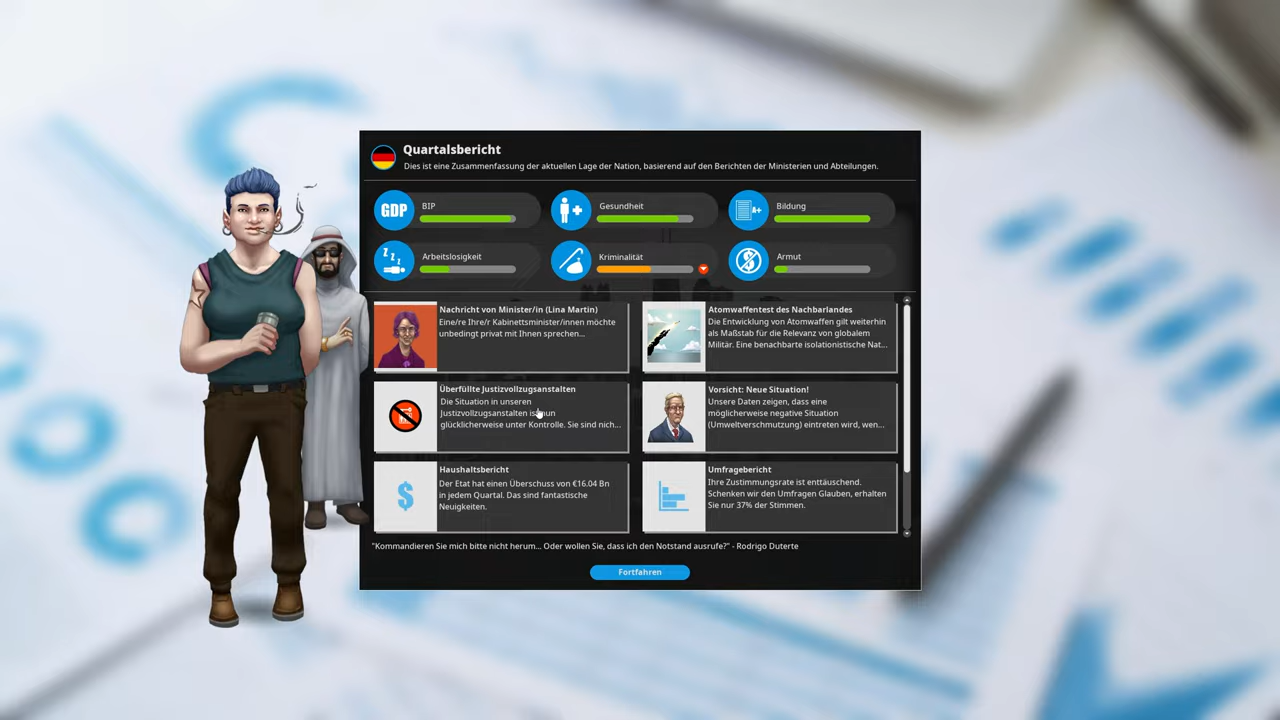 Quartalsbericht
Dies ist eine Zusammenfassung der aktuellen Lage der Nation, basierend auf den Berichten der Ministerien und Abteilungen.
GDP
BIP
Gesundheit
A+
Bildung
Z Z Z
Arbeitslosigkeit
Kriminalität
Armut
Nachricht von Minister/in (Lina Martin)
Eine/re Ihre/r Kabinettsminister/innen möchte
unbedingt privat mit Ihnen sprechen...
Atomwaffentest des Nachbarlandes
Die Entwicklung von Atomwaffen gilt weiterhin
als Maßstab für die Relevanz von globalem
Militär. Eine benachbarte isolationistische Nat...
Überfüllte Justizvollzugsanstalten
Die Situation in unseren
Justizvollzugsanstalten ist nun
glücklicherweise unter Kontrolle. Sie sind nich...
Vorsicht: Neue Situation!
Unsere Daten zeigen, dass eine
möglicherweise negative Situation
(Umweltverschmutzung) eintreten wird, wen...
Haushaltsbericht
Der Etat hat einen Überschuss von €16.04 Bn
in jedem Quartal. Das sind fantastische
Neuigkeiten.
$
Umfragebericht
Ihre Zustimmungsrate ist enttäuschend.
Schenken wir den Umfragen Glauben, erhalten
Sie nur 37% der Stimmen.
"Kommandieren Sie mich bitte nicht herum... Oder wollen Sie, dass ich den Notstand ausrufe?" - Rodrigo Duterte
Fortfahren